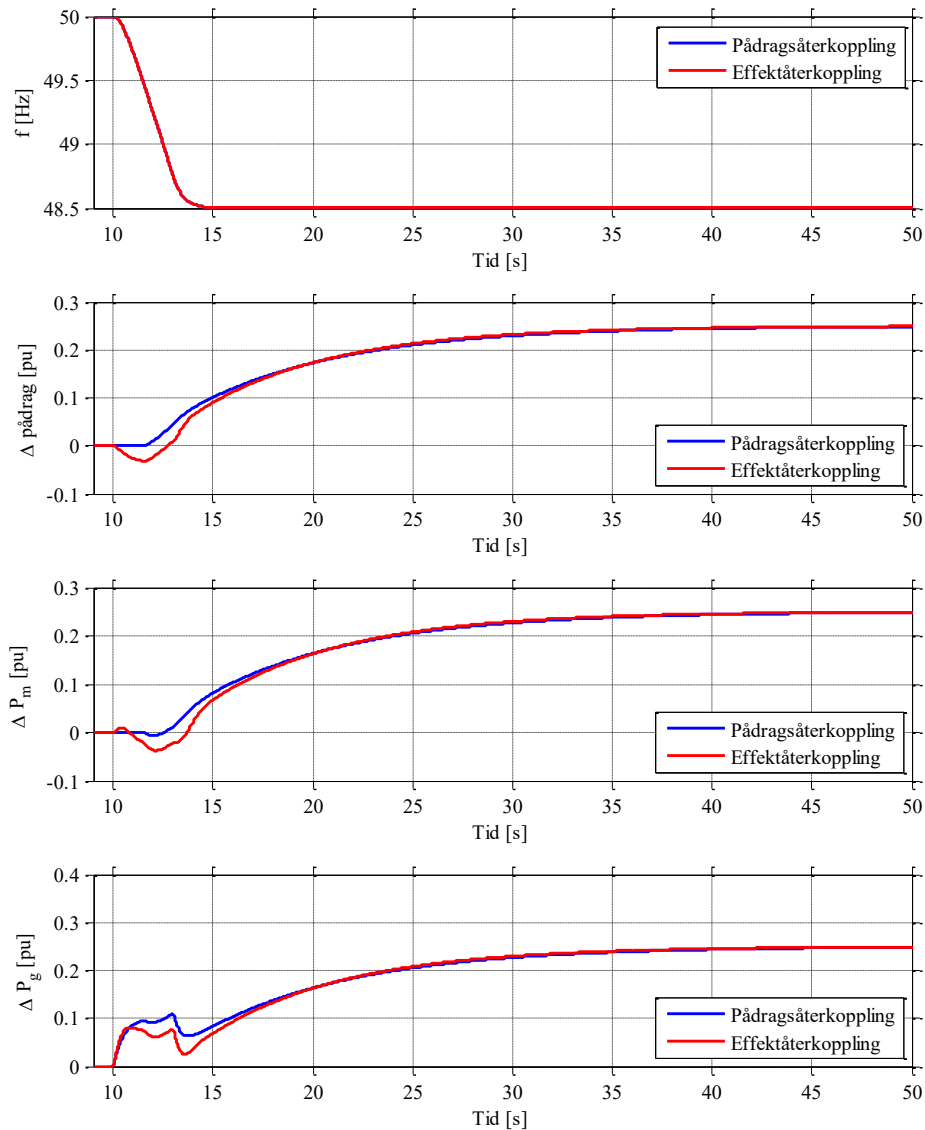 50
49.5
49
48.5
f [Hz]
Pådragsåterkoppling
Effektåterkoppling
10 15 20 25 30 35 40 45 50
Tid [s]
0.3
0.2
0.1
0
-0.1
Δ pådrag [pu]
Pådragsåterkoppling
Effektåterkoppling
10 15 20 25 30 35 40 45 50
Tid [s]
0.3
0.2
0.1
0
-0.1
Δ P_m [pu]
Pådragsåterkoppling
Effektåterkoppling
10 15 20 25 30 35 40 45 50
Tid [s]
0.4
0.3
0.2
0.1
0
Δ P_g [pu]
Pådragsåterkoppling
Effektåterkoppling
10 15 20 25 30 35 40 45 50
Tid [s]